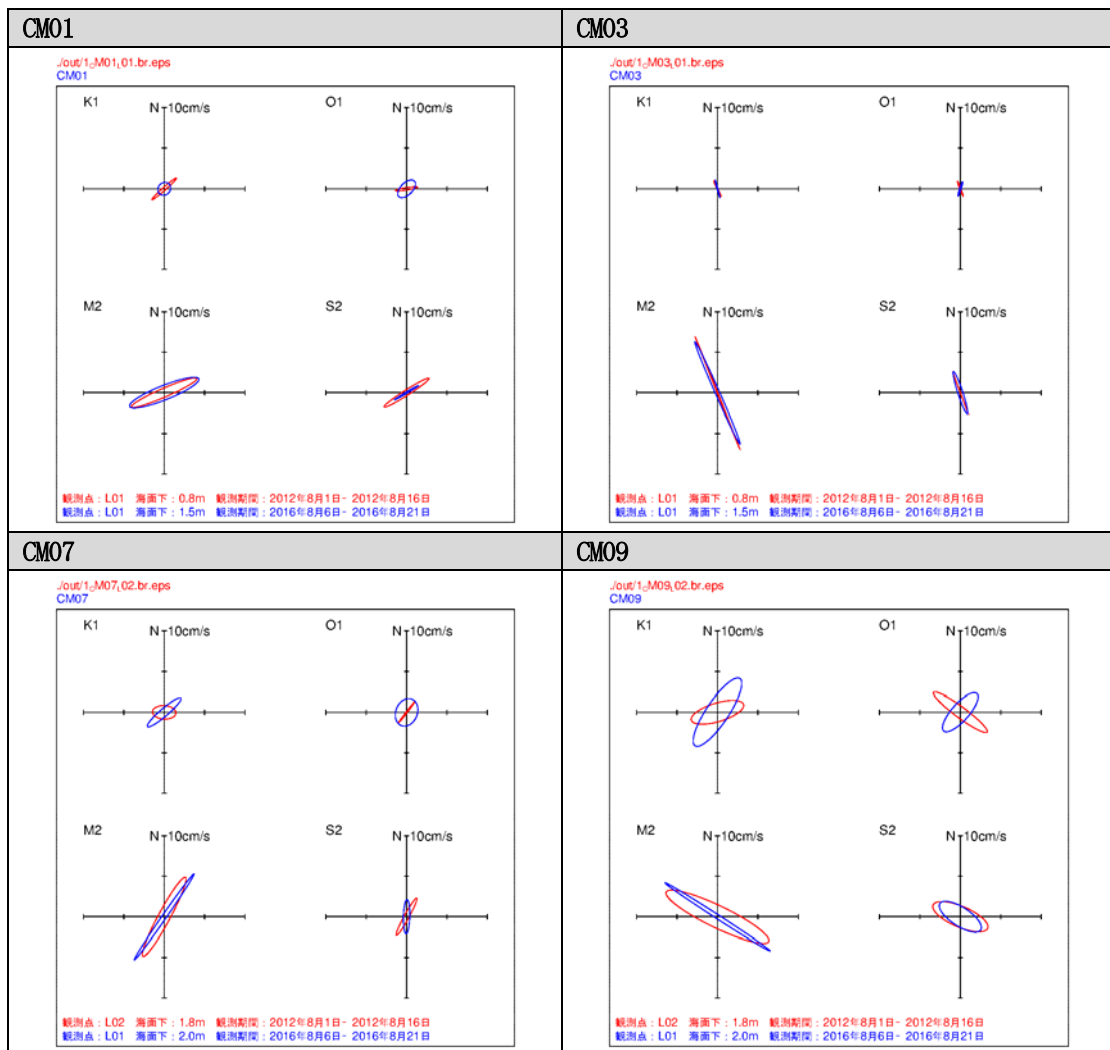 CM01
./out/1○M01,01.br.eps
CM01
K1
N
10cm/s
O1
N
10cm/s
M2
N
10cm/s
S2
N
10cm/s
観測点:L01 海面下:0.8m 観測期間:2012年8月1日- 2012年8月16日
観測点:L01 海面下:1.5m 観測期間:2016年8月6日- 2016年8月21日
CM03
./out/1○M03,01.br.eps
CM03
K1
N
10cm/s
O1
N
10cm/s
M2
N
10cm/s
S2
N
10cm/s
観測点:L01 海面下:0.8m 観測期間:2012年8月1日- 2012年8月16日
観測点:L01 海面下:1.5m 観測期間:2016年8月6日- 2016年8月21日
CM07
./out/1○M07,02.br.eps
CM07
K1
N
10cm/s
O1
N
10cm/s
M2
N
10cm/s
S2
N
10cm/s
観測点:L02 海面下:1.8m 観測期間:2012年8月1日- 2012年8月16日
観測点:L01 海面下:2.0m 観測期間:2016年8月6日- 2016年8月21日
CM09
./out/1○M09,02.br.eps
CM09
K1
N
10cm/s
O1
N
10cm/s
M2
N
10cm/s
S2
N
10cm/s
観測点:L02 海面下:1.8m 観測期間:2012年8月1日- 2012年8月16日
観測点:L01 海面下:2.0m 観測期間:2016年8月6日- 2016年8月21日